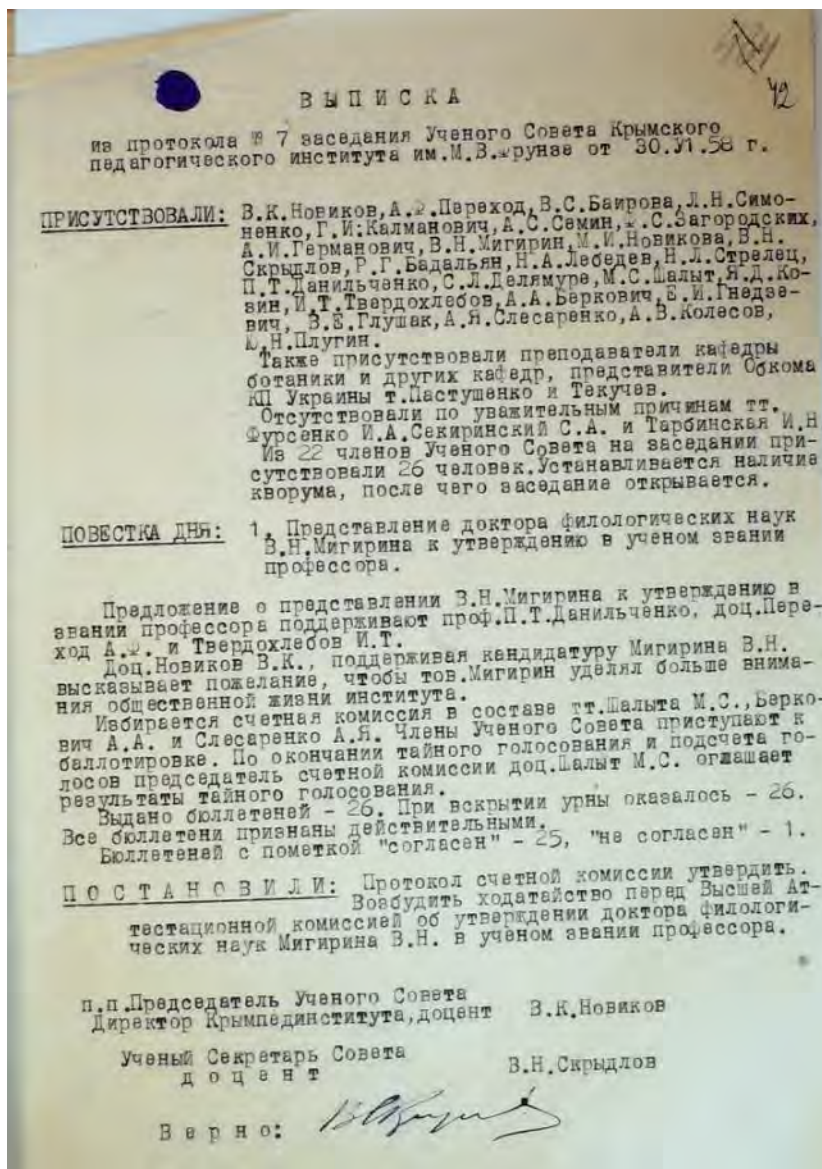 42
ВЫПИСКА
из протокола № 7 заседания Ученого Совета Крымского
педагогического института им.М.В.Фрунзе от 30.У1.58 г.
ПРИСУТСТВОВАЛИ: В.К.Новиков,А.Ф.Переход,В.С.Баирова,Л.Н.Симо-
ненко,Г.И.Калманович,А.С.Семин,Ф.С.Загородских,
А.И.Германович,В.Н.Мигирин,М.И.Новикова,В.Н.
Скрыдлов,Р.Г.Бадальян,Н.А.Лебедев,Н.Л.Стрелец,
П.Т.Данильченко,С.Л.Делямуре,М.С.Шалыт,Я.Д.Ко-
зин,И.Т.Твердохлебов,А.А.Беркович,Е.И.Гнедзе-
вич, В.Е.Глушак,А.Я.Слесаренко,А.В.Колесов,
Ю.Н.Плугин.
Также присутствовали преподаватели кафедры
ботаники и других кафедр, представители Обкома
КП Украины т.Пастушенко и Текучев.
Отсутствовали по уважительным причинам тт.
Фурсенко И.А.Секиринский С.А. и Тарбинская И.Н
Из 22 членов Ученого Совета на заседании при-
сутствовали 26 человек.Устанавливается наличие
кворума, после чего заседание открывается.
ПОВЕСТКА ДНЯ: 1. Представление доктора филологических наук
В.Н.Мигирина к утверждению в ученом звании
профессора.
Предложение о представлении В.Н.Мигирина к утверждению в
звании профессора поддерживают проф.П.Т.Данильченко, доц.Пере-
ход А.Ф. и Твердохлебов И.Т.
Доц.Новиков В.К., поддерживая кандидатуру Мигирина В.Н.
высказывает пожелание, чтобы тов.Мигирин уделял больше внима-
ния общественной жизни института.
Избирается счетная комиссия в составе тт.Шалыта М.С.,Берко-
вич А.А. и Слесаренко А.Я. Члены Ученого Совета приступают к
баллотировке. По окончании тайного голосования и подсчета го-
лосов председатель счетной комиссии доц.Шалыт М.С. оглашает
результаты тайного голосования.
Выдано бюллетеней - 26. При вскрытии урны оказалось - 26.
Все бюллетени признаны действительными.
Бюллетеней с пометкой "согласен" - 25, "не согласен" - 1.
ПОСТАНОВИЛИ: Протокол счетной комиссии утвердить.
Возбудить ходатайство перед Высшей Ат-
тестационной комиссией об утверждении доктора филологи-
ческих наук Мигирина В.Н. в ученом звании профессора.
п.п.Председатель Ученого Совета
Директор Крымпединститута,доцент В.К.Новиков
Ученый Секретарь Совета
доцент В.Н.Скрыдлов
Верно: